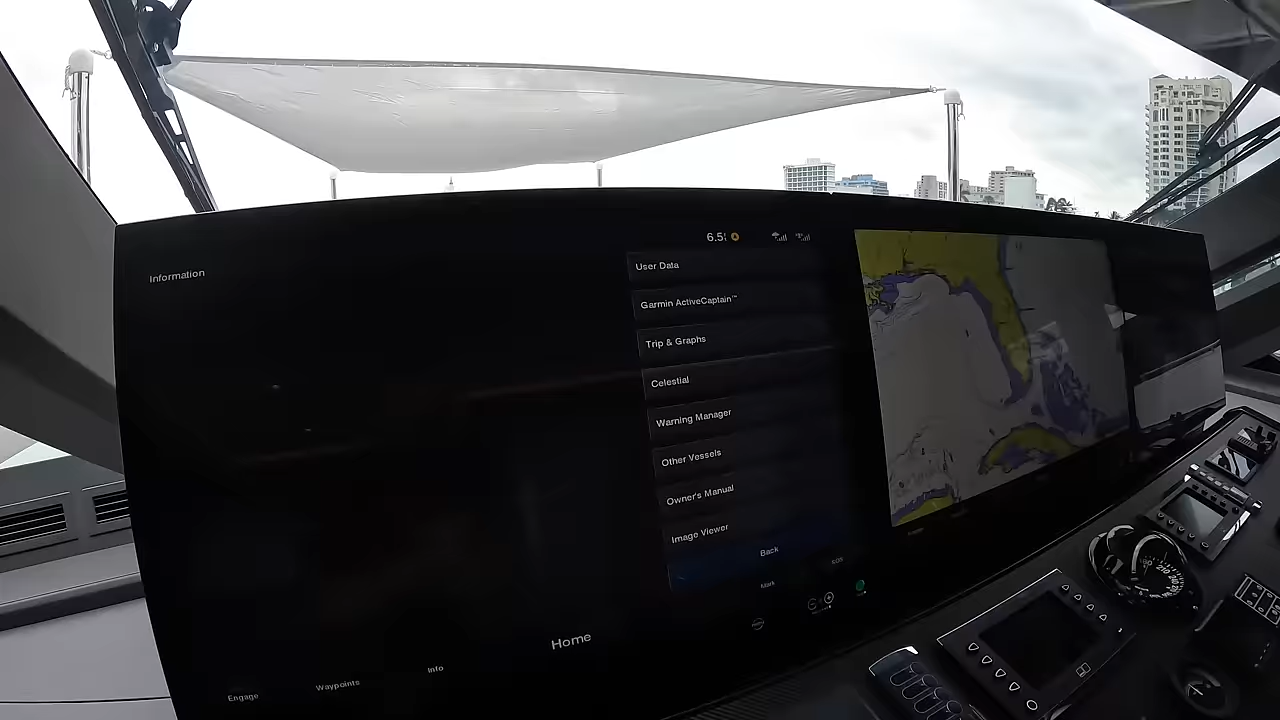 Information
6.5
User Data
Garmin ActiveCaptain™
Trip & Graphs
Celestial
Warning Manager
Other Vessels
Owner's Manual
Image Viewer
Back
Mark
SOS
Home
Info
Waypoints
Engage